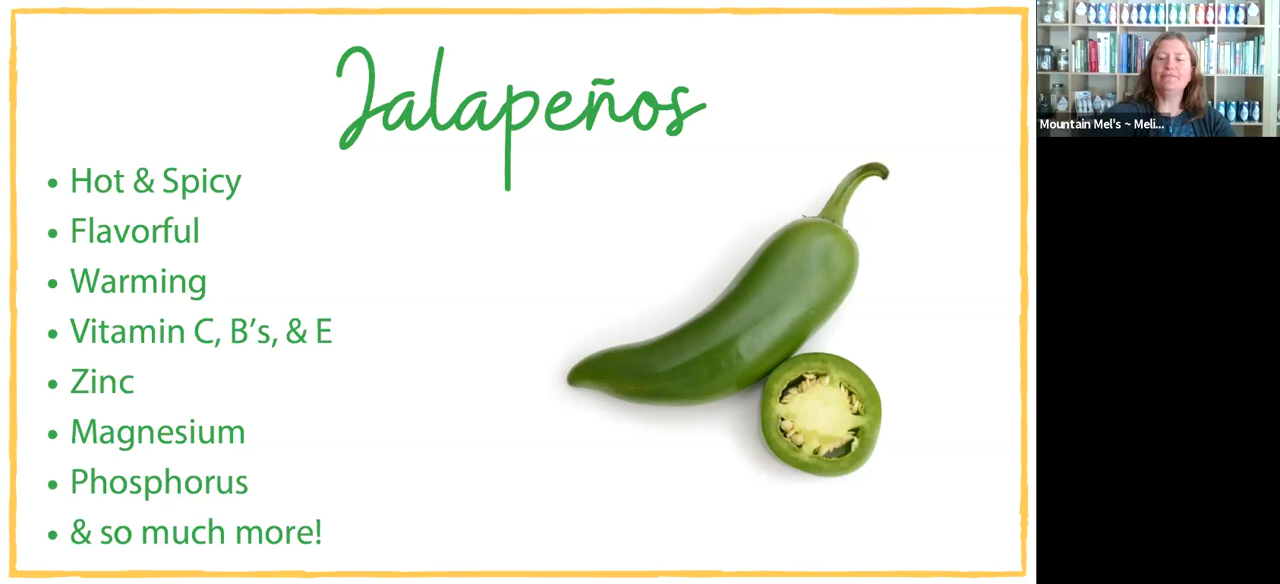 Jalapeños
• Hot & Spicy
• Flavorful
• Warming
• Vitamin C, B’s, & E
• Zinc
• Magnesium
• Phosphorus
• & so much more!
Mountain Mel's ~ Meli...